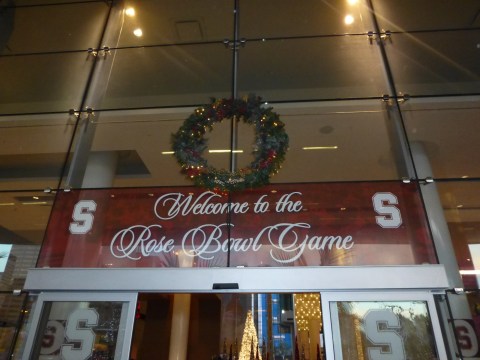 S S
Welcome to the
Rose Bowl Game
S S S S